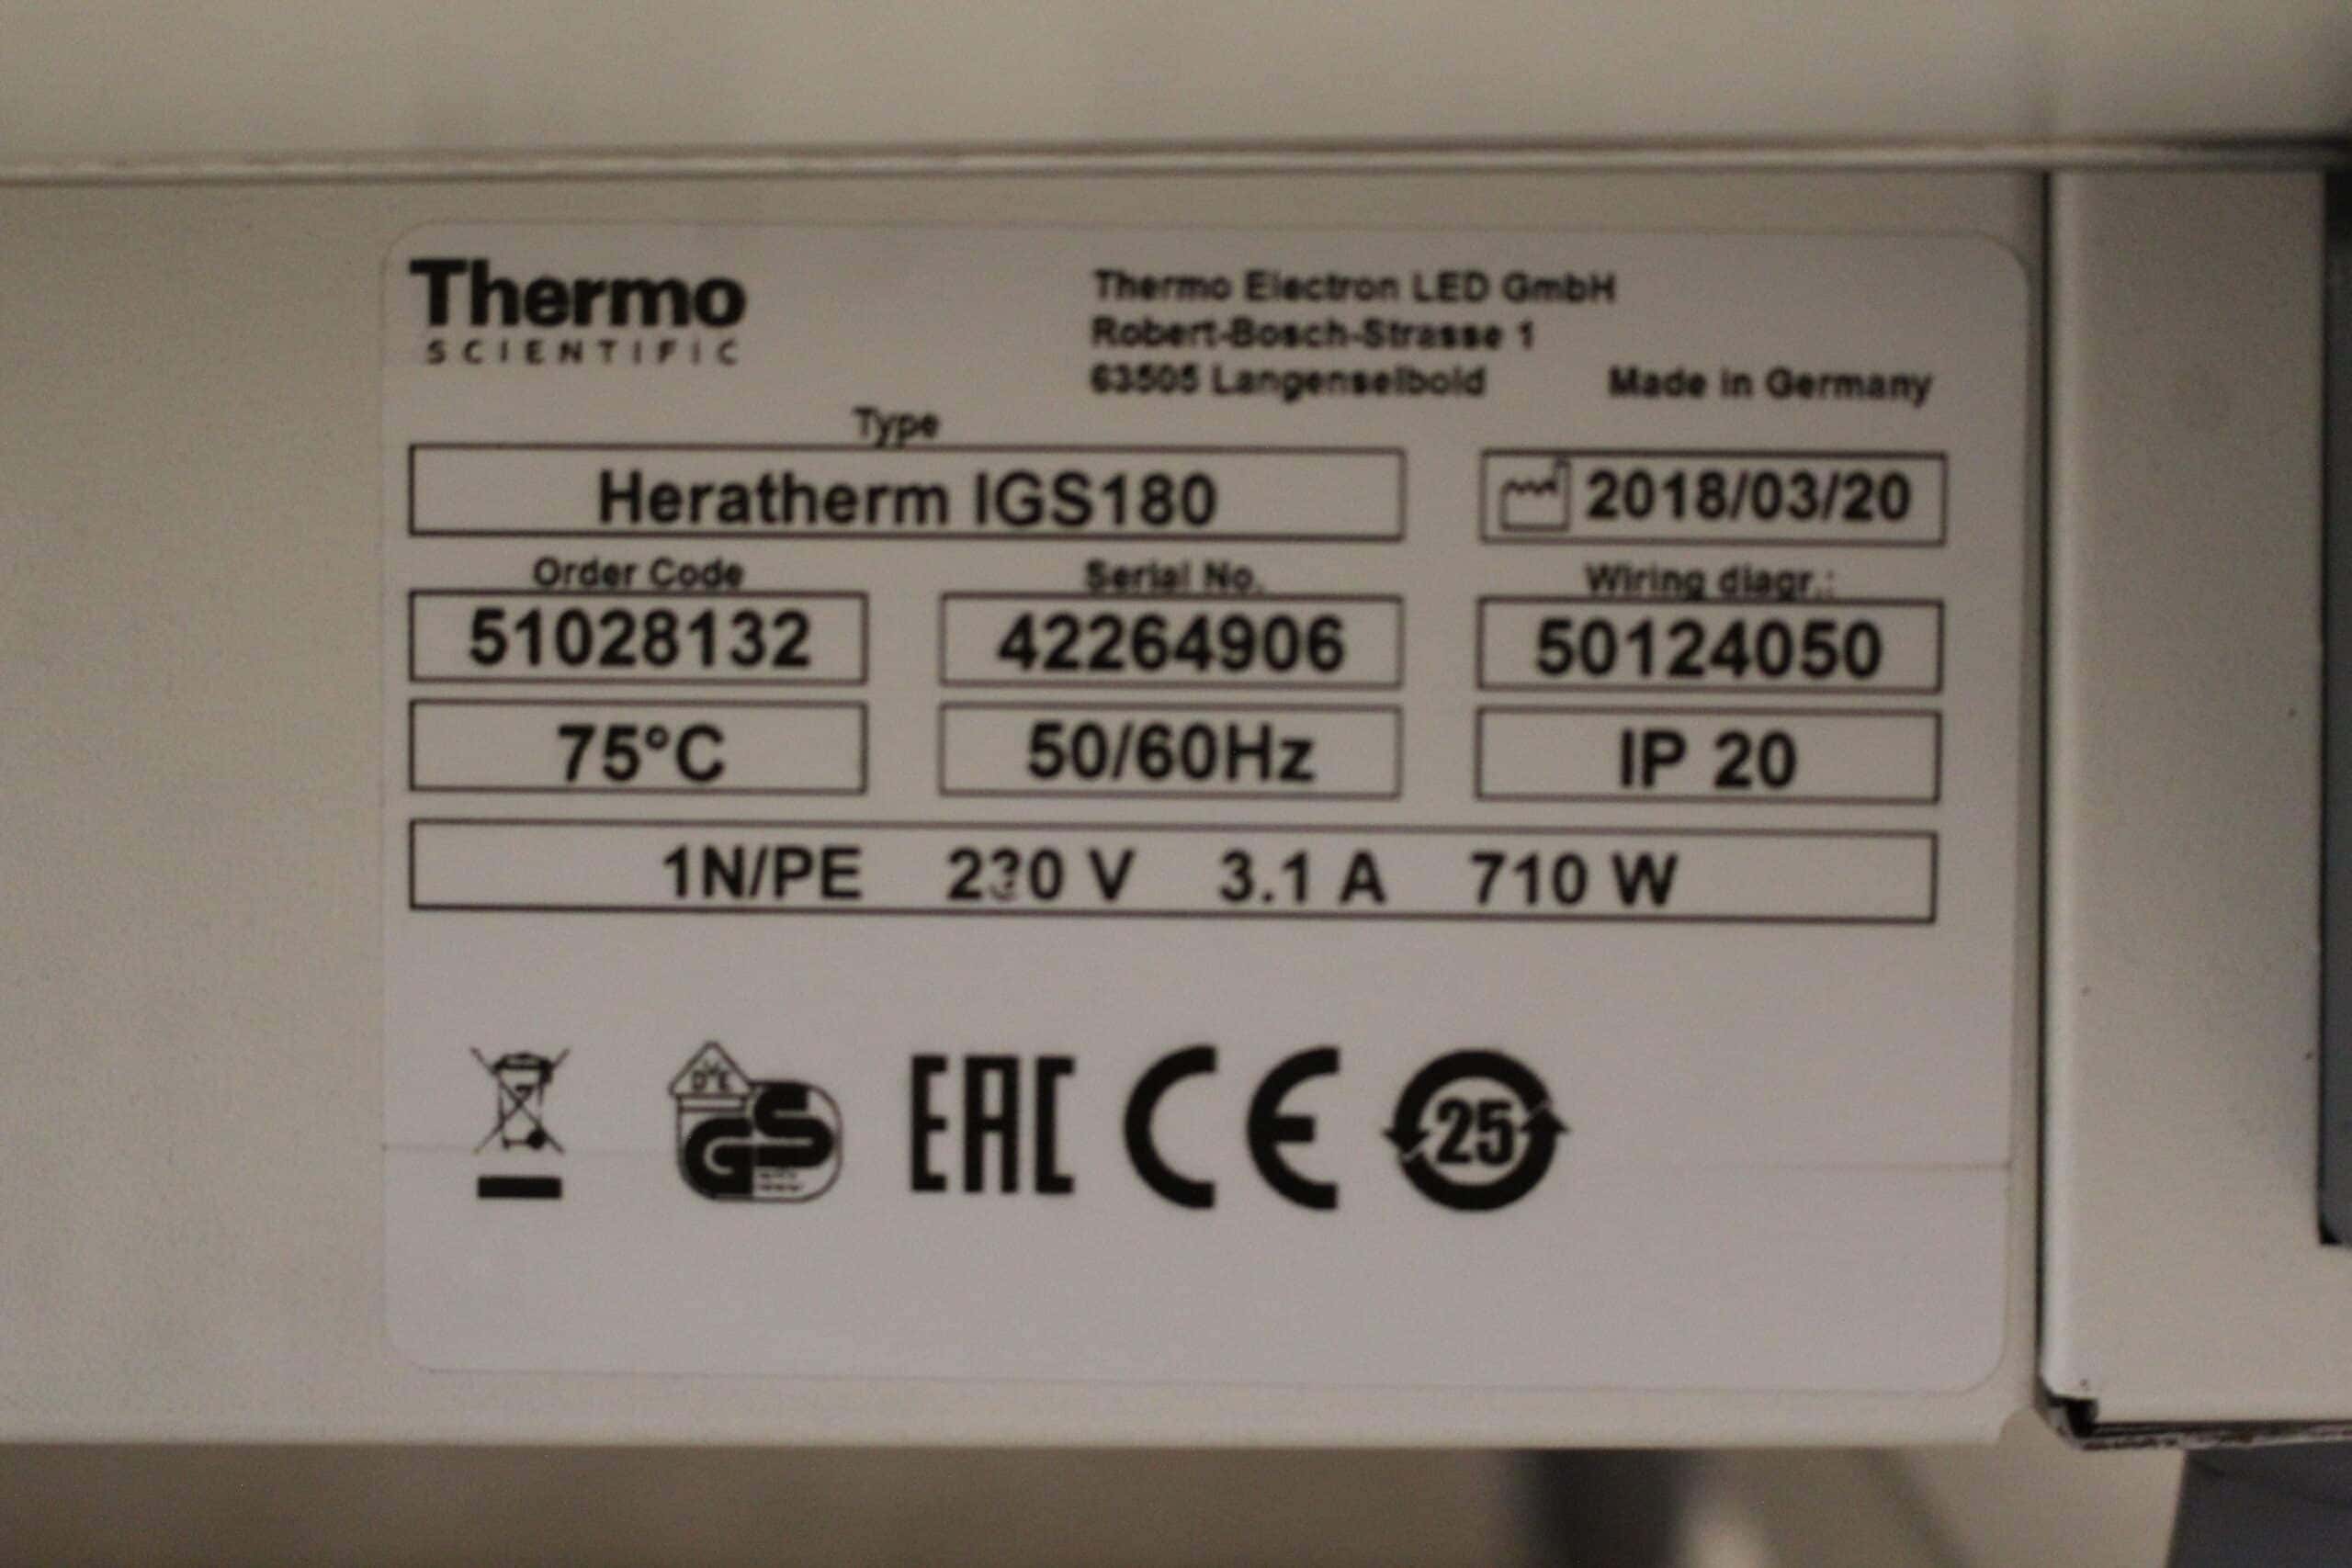 Thermo
SCIENTIFIC
Thermo Electron LED GmbH
Robert-Bosch-Strasse 1
63505 Langenselbold
Made in Germany
Type
Heratherm IGS180
2018/03/20
Order Code
Serial No.
Wiring diagr.:
51028132
42264906
50124050
75°C
50/60Hz
IP 20
1N/PE 230 V 3.1 A 710 W
DVE
GS
EAC
CE
25